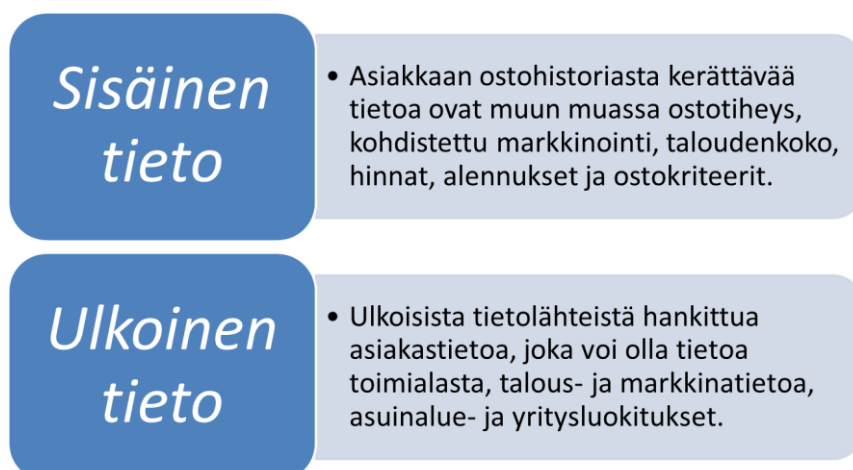 Sisäinen
tieto
• Asiakkaan ostohistoriasta kerättävää
tietoa ovat muun muassa ostotiheys,
kohdistettu markkinointi, taloudenkoko,
hinnat, alennukset ja ostokriteerit.
Ulkoinen
tieto
• Ulkoisista tietolähteistä hankittua
asiakastietoa, joka voi olla tietoa
toimialasta, talous- ja markkinatietoa,
asuinalue- ja yritysluokitukset.